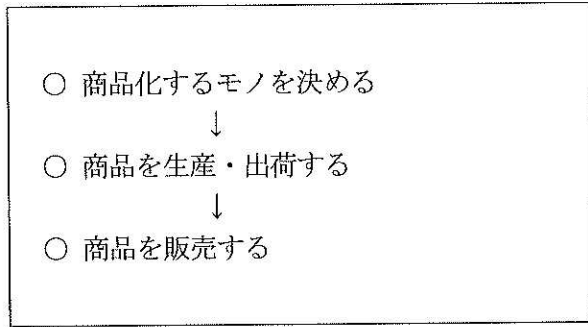 ○ 商品化するモノを決める
↓
○ 商品を生産・出荷する
↓
○ 商品を販売する